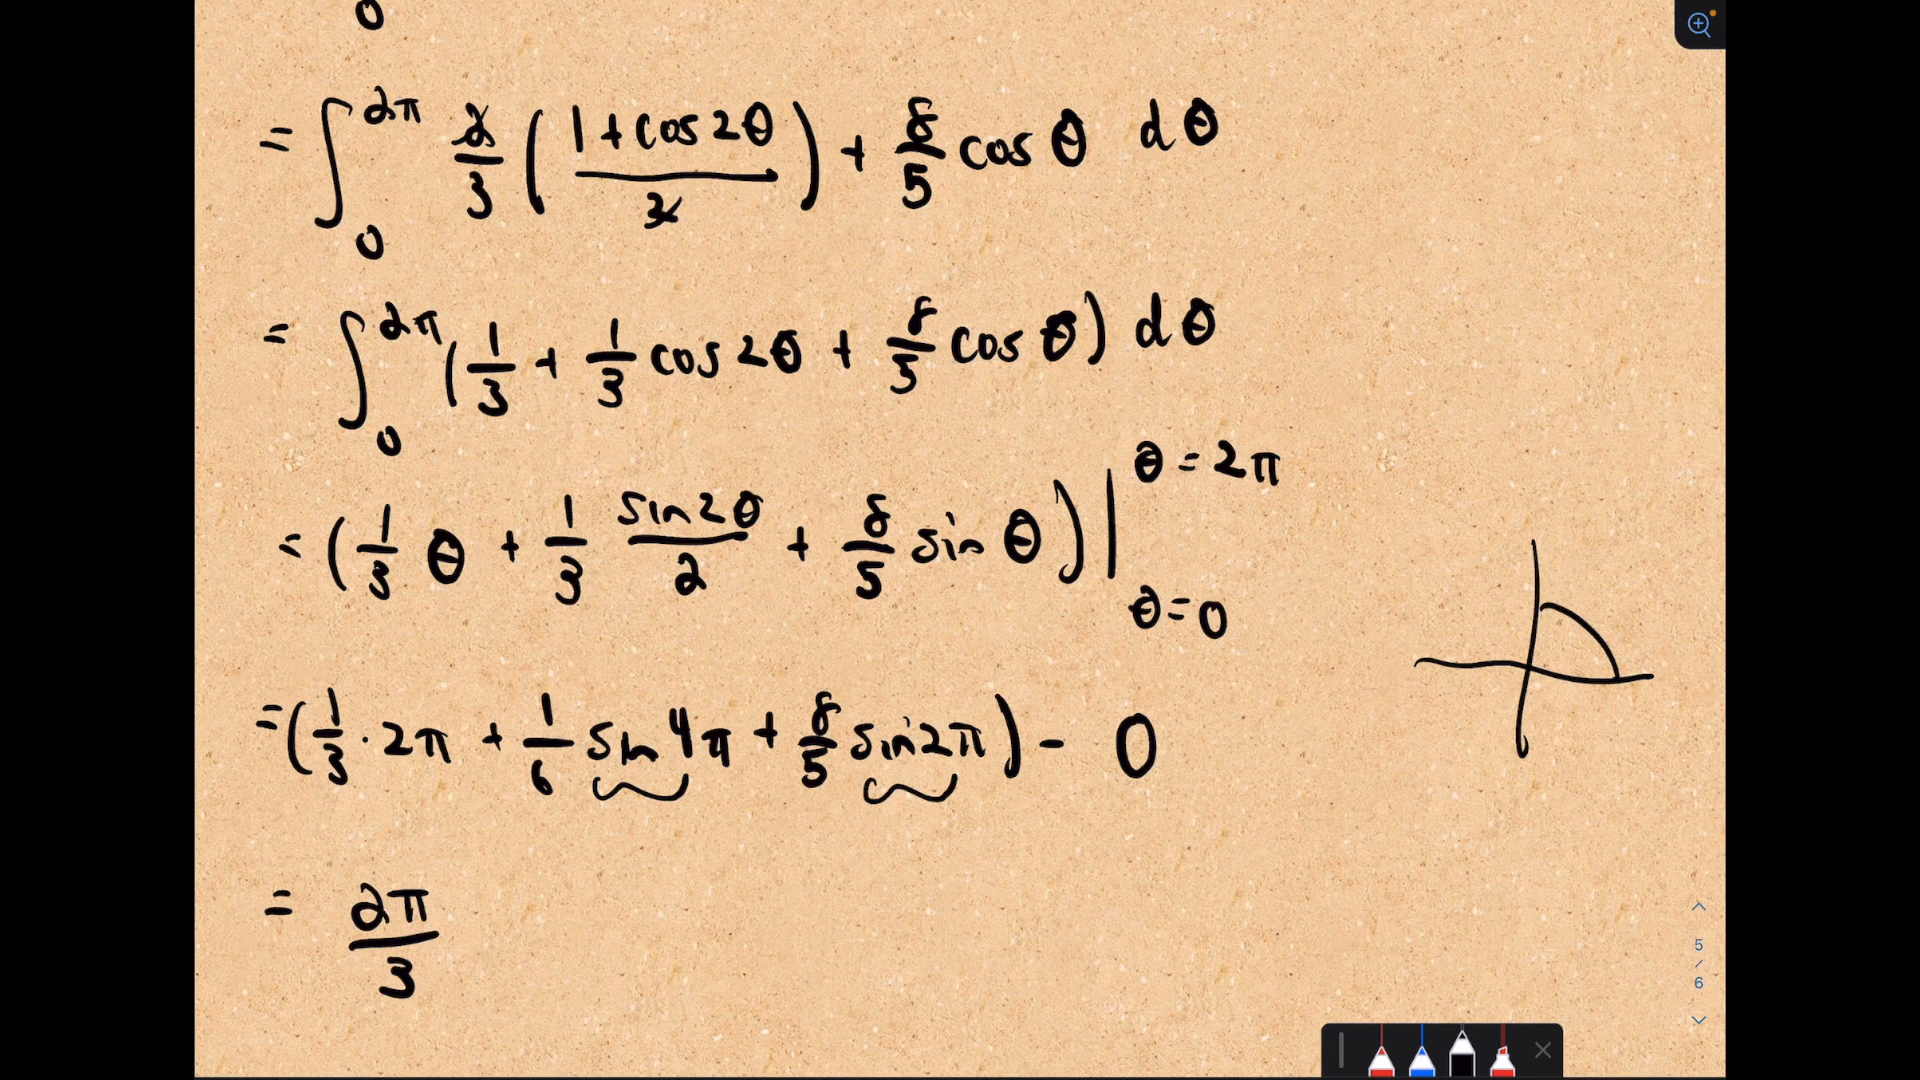 0
= ∫_0^{2π} 2/3 ( (1+cos 2θ)/2 ) + 8/5 cos θ dθ
= ∫_0^{2π} (1/3 + 1/3 cos 2θ + 8/5 cos θ) dθ
= (1/3 θ + 1/3 sin2θ/2 + 8/5 sin θ) |_{θ=0}^{θ=2π}
= (1/3 · 2π + 1/6 sin 4π + 8/5 sin 2π) - 0
= 2π/3
5
/
6